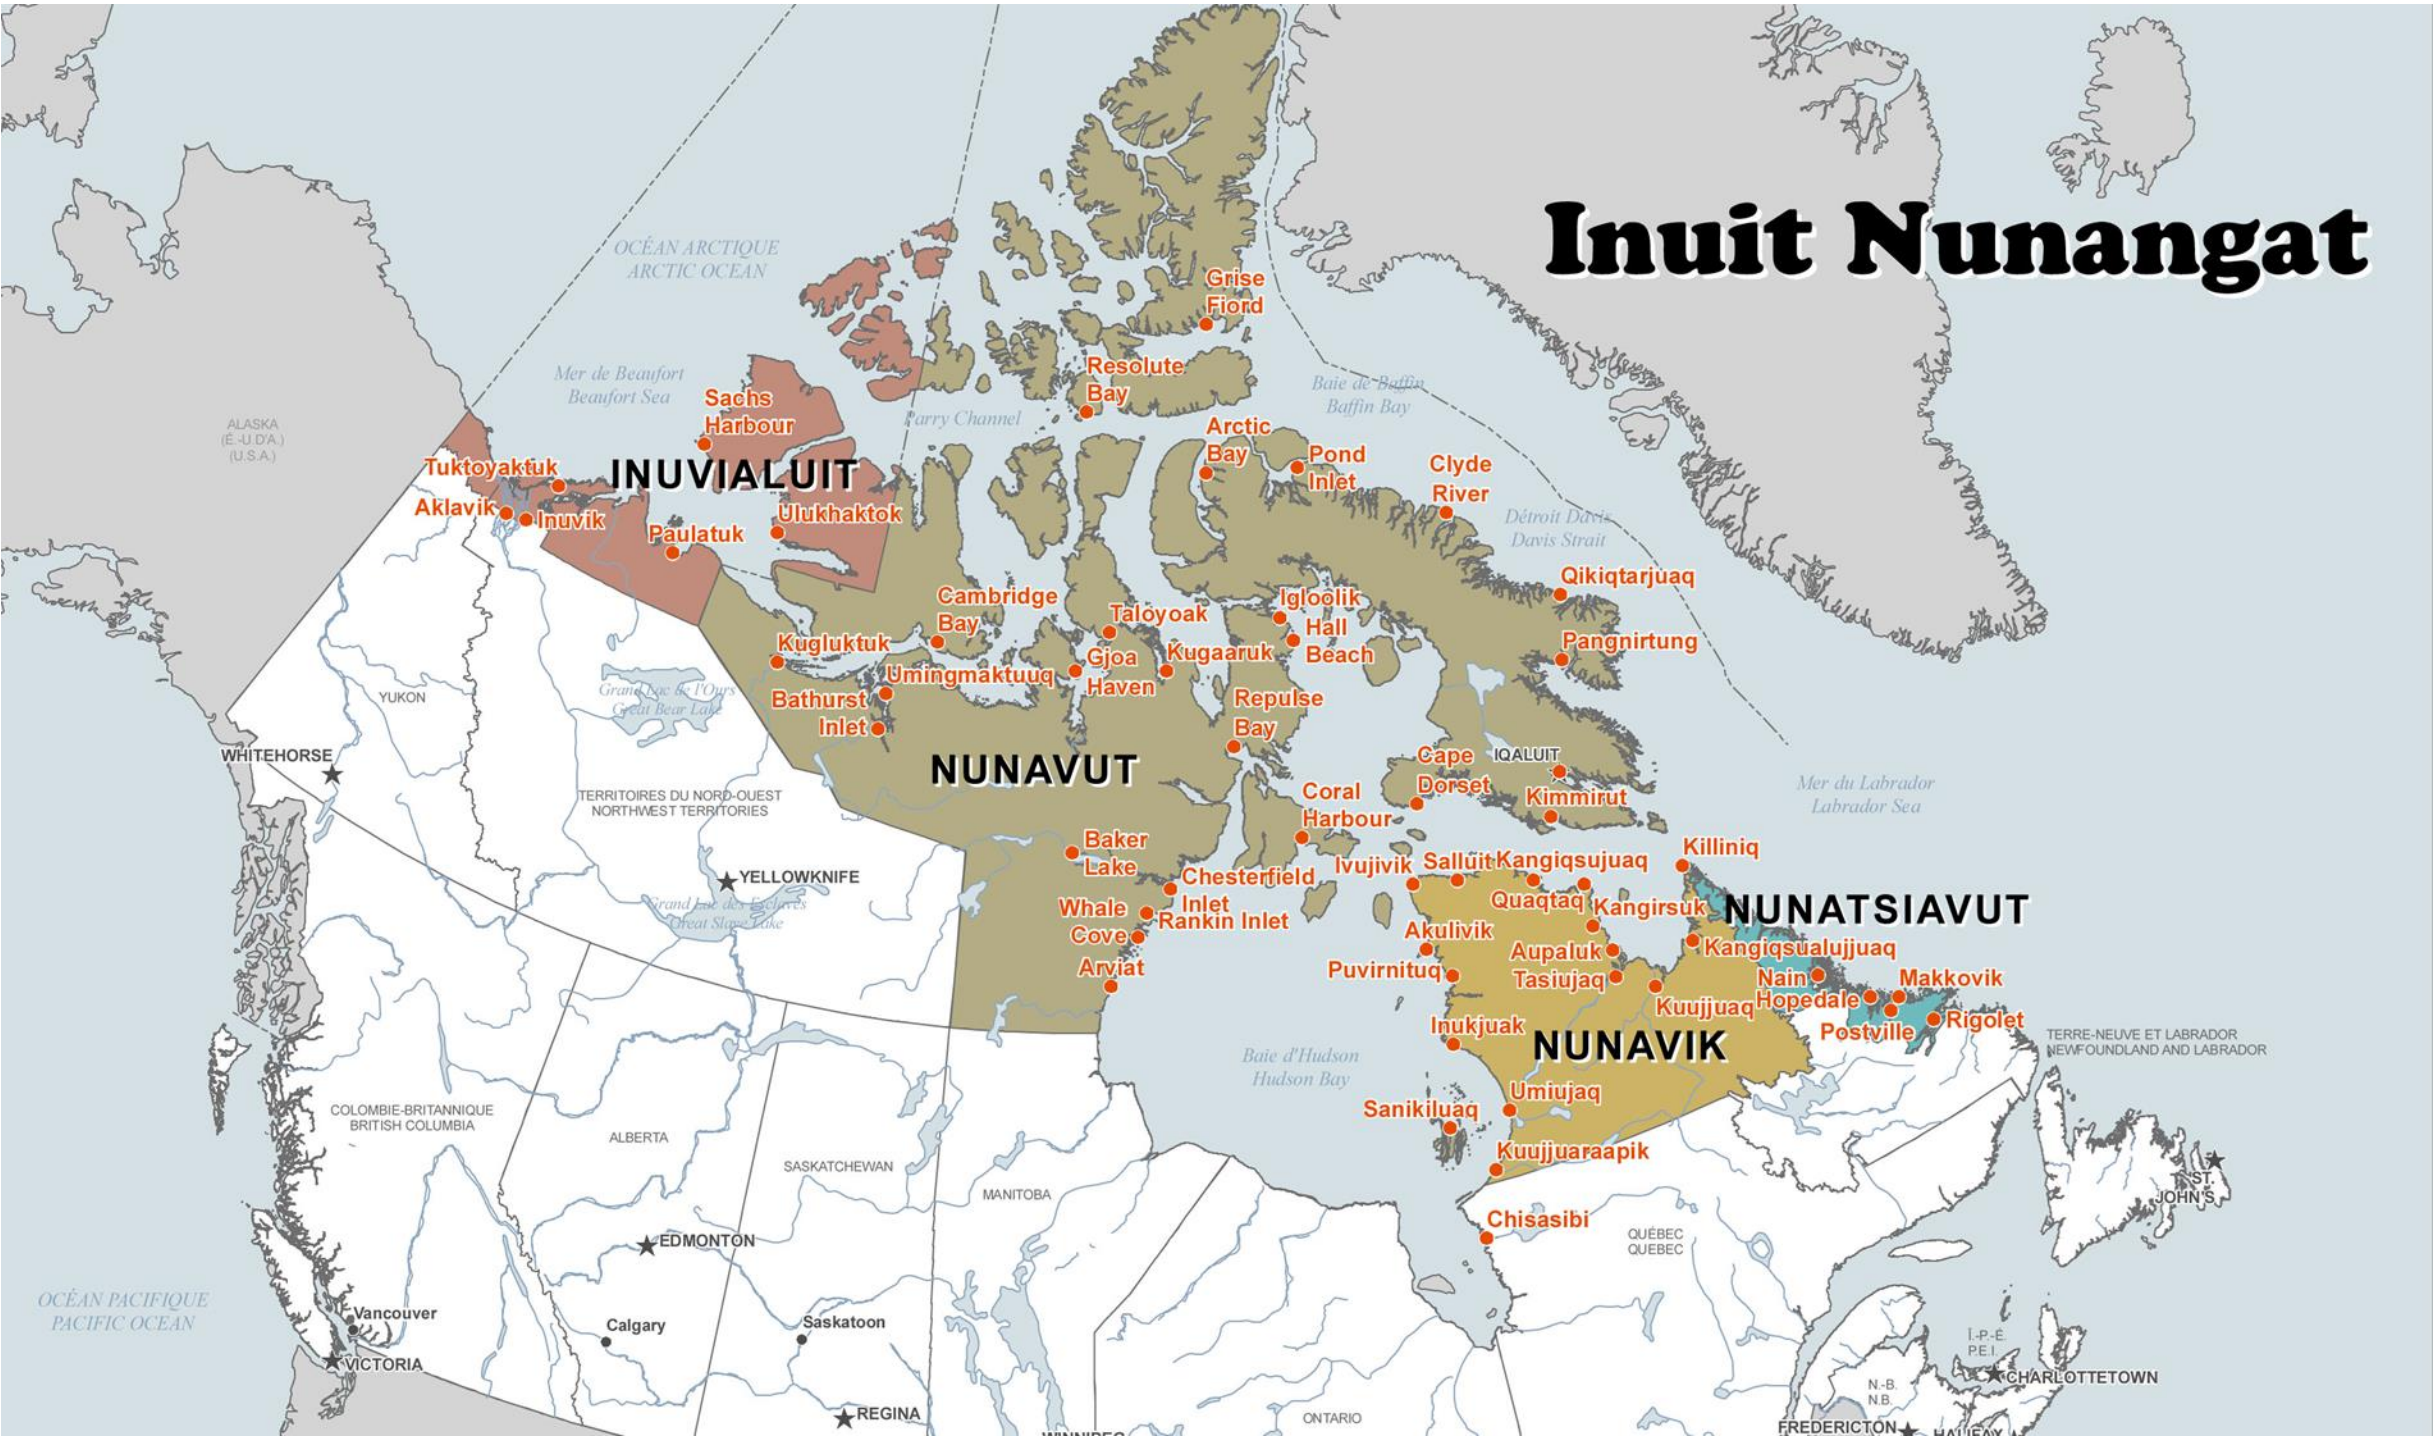 Inuit Nunangat
OCÉAN ARCTIQUE
ARCTIC OCEAN
Grise
Fiord
Mer de Beaufort
Beaufort Sea
Resolute
Bay
Baie de Baffin
Baffin Bay
Sachs
Harbour
Parry Channel
ALASKA
(É.-U.D'A.)
(U.S.A.)
Arctic
Bay
Pond
Inlet
Clyde
River
Tuktoyaktuk
INUVIALUIT
Aklavik
Inuvik
Ulukhaktok
Paulatuk
Détroit Davis
Davis Strait
Qikiqtarjuaq
Cambridge
Bay
Taloyoak
Igloolik
Hall
Beach
Pangnirtung
Kugluktuk
Gjoa
Haven
Kugaaruk
Umingmaktuuq
Bathurst
Inlet
Grand Lac de l'Ours
Great Bear Lake
YUKON
Repulse
Bay
WHITEHORSE
NUNAVUT
Cape
Dorset
IQALUIT
Mer du Labrador
Labrador Sea
TERRITOIRES DU NORD-OUEST
NORTHWEST TERRITORIES
Coral
Harbour
Kimmirut
Baker
Lake
Killiniq
YELLOWKNIFE
Grand Lac des Esclaves
Great Slave Lake
Chesterfield
Inlet
Ivujivik
Salluit
Kangiqsujuaq
Quaqtaq
Kangirsuk
NUNATSIAVUT
Whale
Cove
Rankin Inlet
Akulivik
Aupaluk
Kangiqsualujjuaq
Arviat
Puvirnituq
Tasiujaq
Nain
Makkovik
Kuujjuaq
Hopedale
Postville
Rigolet
Inukjuak
NUNAVIK
TERRE-NEUVE ET LABRADOR
NEWFOUNDLAND AND LABRADOR
Baie d'Hudson
Hudson Bay
Umiujaq
Sanikiluaq
COLOMBIE-BRITANNIQUE
BRITISH COLUMBIA
ALBERTA
SASKATCHEWAN
MANITOBA
Kuujjuaraapik
ST.
JOHN'S
Chisasibi
QUÉBEC
QUEBEC
EDMONTON
OCÉAN PACIFIQUE
PACIFIC OCEAN
Vancouver
Calgary
Saskatoon
VICTORIA
Î.-P.-É.
P.E.I.
CHARLOTTETOWN
N.-B.
N.B.
REGINA
ONTARIO
FREDERICTON
HALIFAX
WINNIPEG